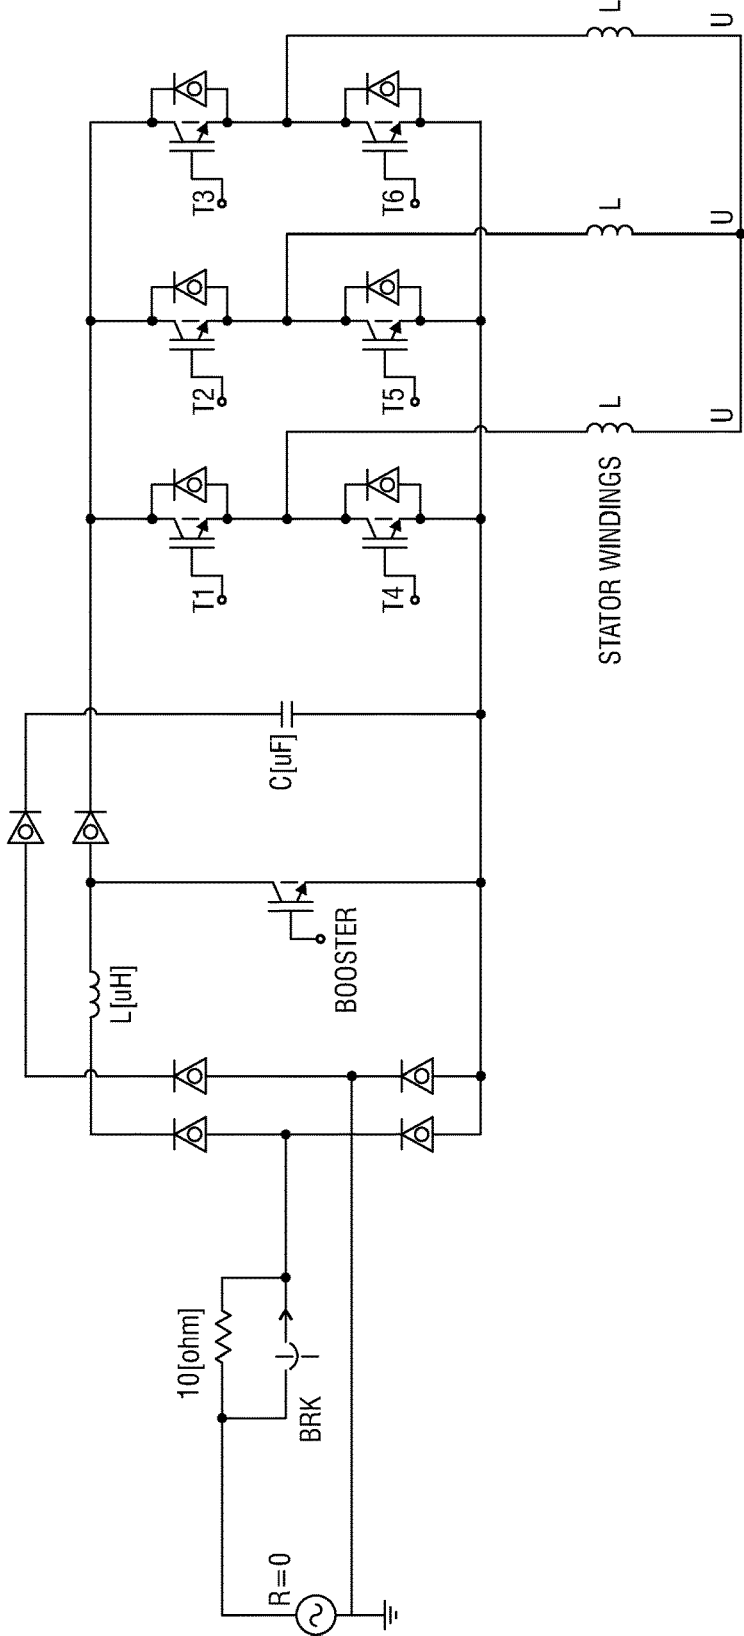 R=0
10[ohm]
BRK
L[uH]
BOOSTER
C[uF]
T1
T2
T3
T4
T5
T6
STATOR WINDINGS
L
L
L
U
U
U